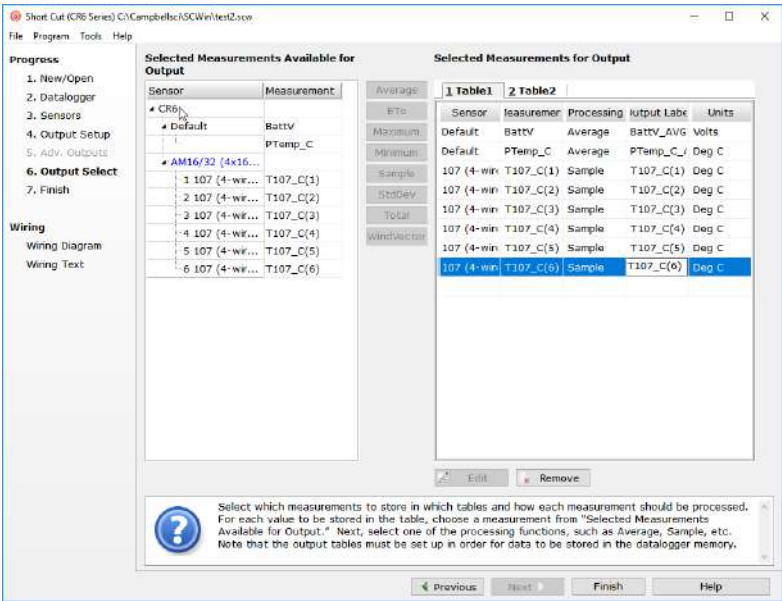 Short Cut (CR6 Series) C:\Campbellsci\SCWin\test2.scw
File Program Tools Help
Progress
1. New/Open
2. Datalogger
3. Sensors
4. Output Setup
5. Adv. Outputs
6. Output Select
7. Finish
Wiring
Wiring Diagram
Wiring Text
Selected Measurements Available for
Output
Sensor Measurement
CR6
Default BattV
PTemp_C
AM16/32 (4x16...
1 107 (4-wir... T107_C(1)
2 107 (4-wir... T107_C(2)
3 107 (4-wir... T107_C(3)
4 107 (4-wir... T107_C(4)
5 107 (4-wir... T107_C(5)
6 107 (4-wir... T107_C(6)
Average
ETo
Maximum
Minimum
Sample
StdDev
Total
WindVector
Selected Measurements for Output
1 Table1 2 Table2
Sensor leasuremer Processing lutput Labe Units
Default BattV Average BattV_AVG Volts
Default PTemp_C Average PTemp_C_ Deg C
107 (4-wir T107_C(1) Sample T107_C(1) Deg C
107 (4-wir T107_C(2) Sample T107_C(2) Deg C
107 (4-wir T107_C(3) Sample T107_C(3) Deg C
107 (4-wir T107_C(4) Sample T107_C(4) Deg C
107 (4-wir T107_C(5) Sample T107_C(5) Deg C
107 (4-wir T107_C(6) Sample T107_C(6) Deg C
Edit Remove
Select which measurements to store in which tables and how each measurement should be processed.
For each value to be stored in the table, choose a measurement from "Selected Measurements
Available for Output." Next, select one of the processing functions, such as Average, Sample, etc.
Note that the output tables must be set up in order for data to be stored in the datalogger memory.
Previous Next Finish Help